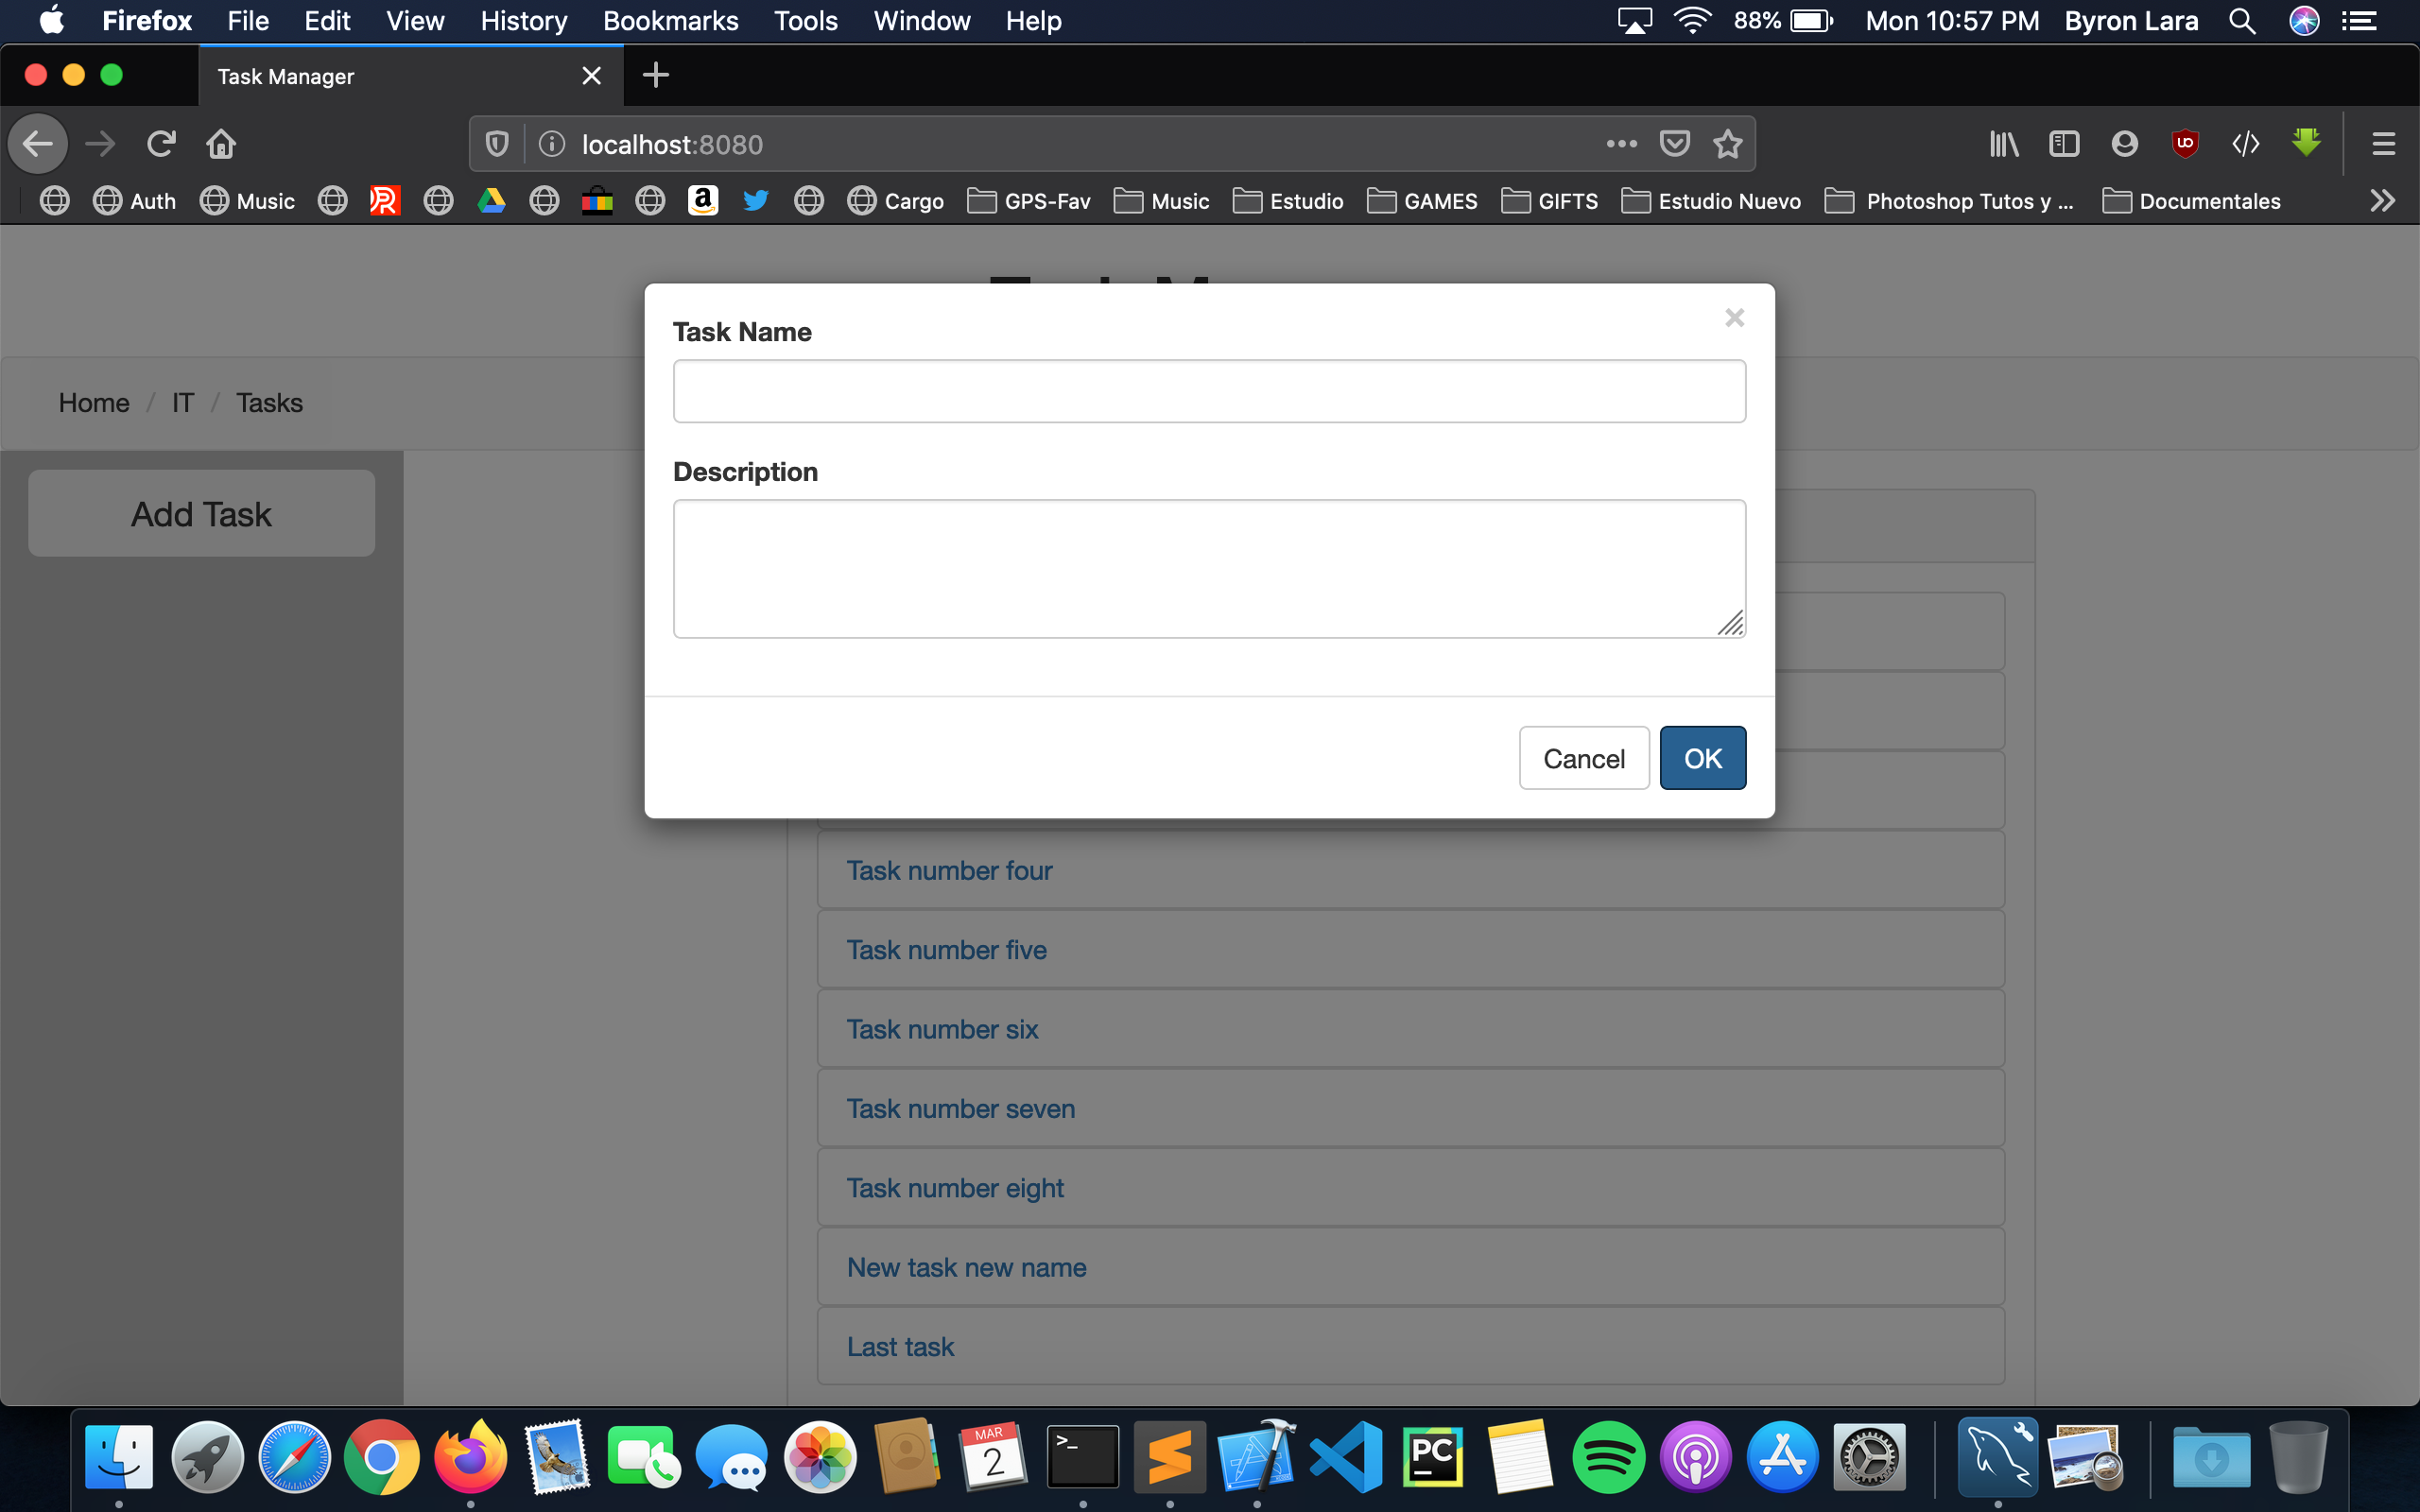 Firefox File Edit View History Bookmarks Tools Window Help 88% Mon 10:57 PM Byron Lara
Task Manager
localhost:8080
Auth Music Cargo GPS-Fav Music Estudio GAMES GIFTS Estudio Nuevo Photoshop Tutos y ... Documentales
Home / IT / Tasks
Add Task
Task Name
Description
Cancel OK
Task number four
Task number five
Task number six
Task number seven
Task number eight
New task new name
Last task
MAR
2
PC